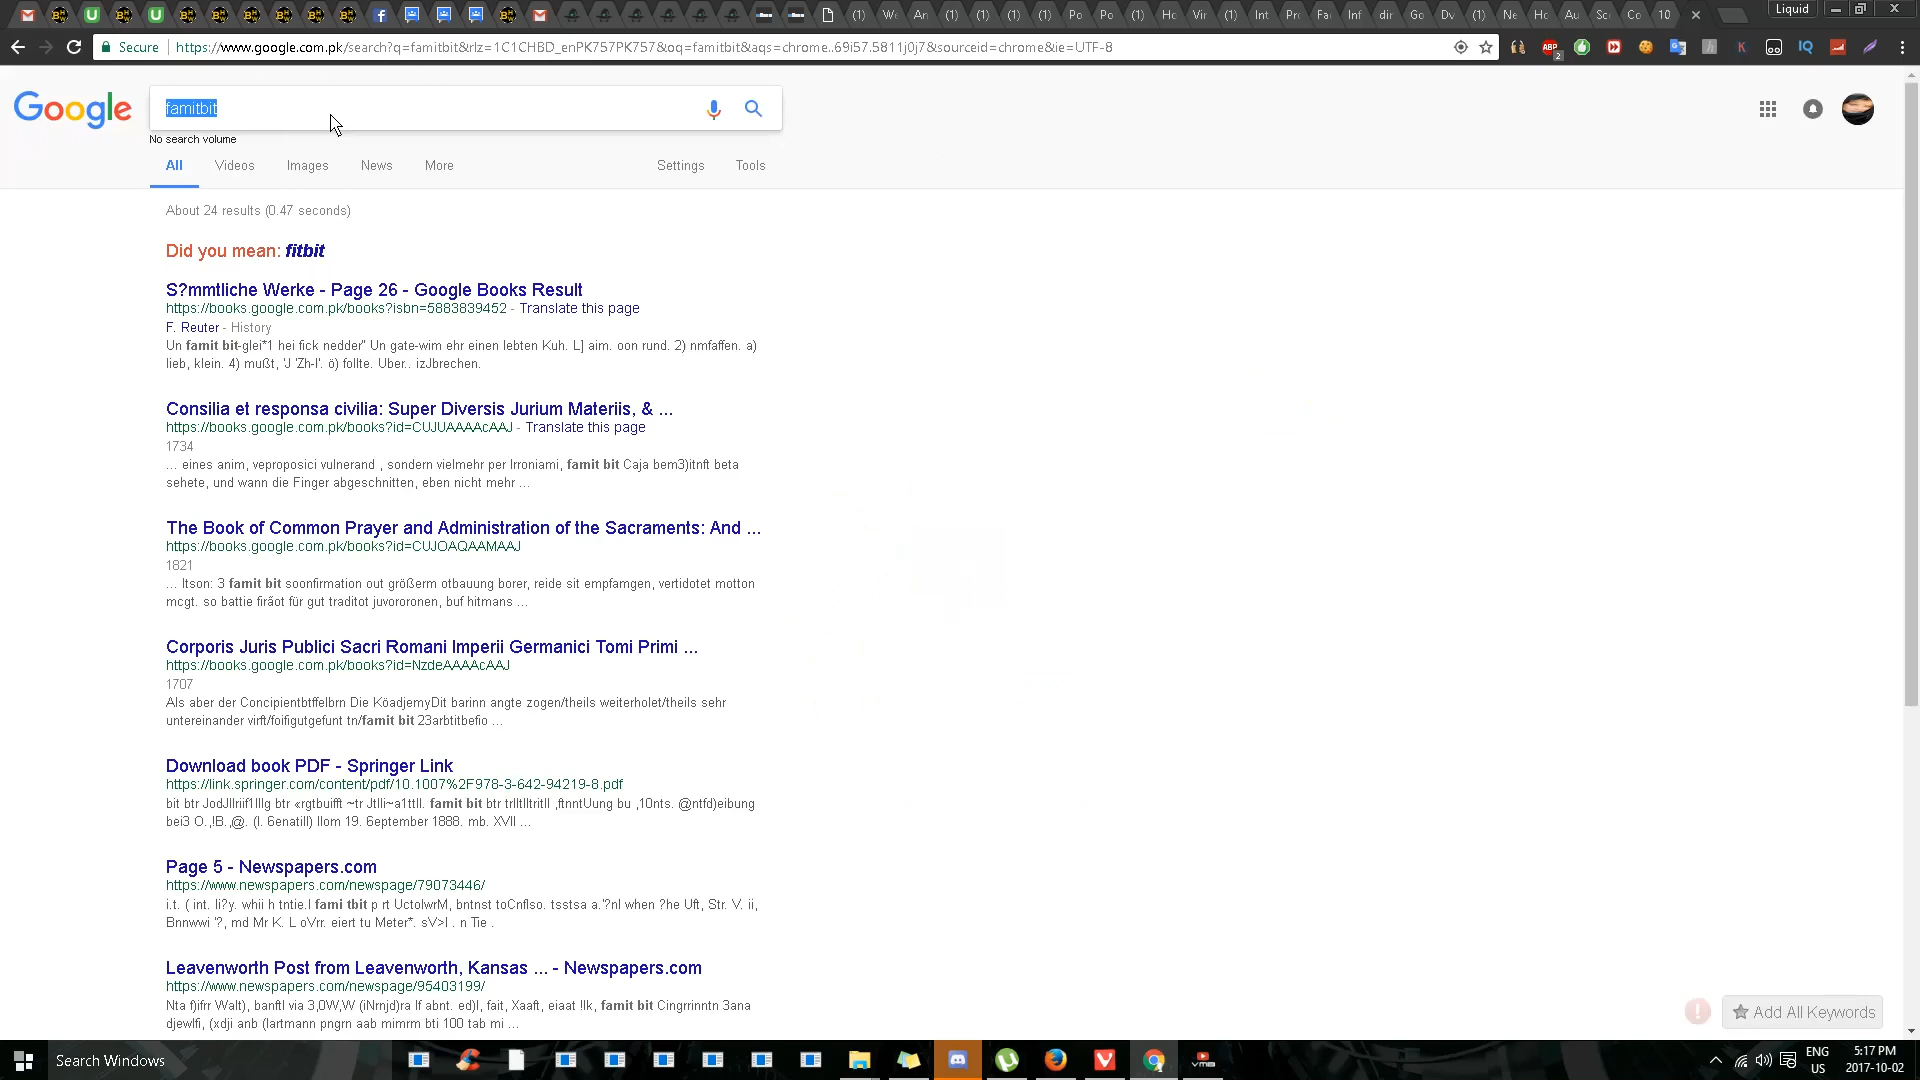 Liquid
Secure https://www.google.com.pk/search?q=famitbit&rlz=1C1CHBD_enPK757PK757&oq=famitbit&aqs=chrome..69i57.5811j0j7&sourceid=chrome&ie=UTF-8
Google
famitbit
No search volume
All Videos Images News More Settings Tools
About 24 results (0.47 seconds)
Did you mean: fitbit
S?mmtliche Werke - Page 26 - Google Books Result
https://books.google.com.pk/books?isbn=5883839452 - Translate this page
F. Reuter - History
Un famit bit-glei*1 hei fick nedder" Un gate-wim ehr einen lebten Kuh. L] aim. oon rund. 2) nmfaffen. a)
lieb, klein. 4) mußt, 'J 'Zh-l'. ö) follte. Uber.. izJbrechen.
Consilia et responsa civilia: Super Diversis Jurium Materiis, & ...
https://books.google.com.pk/books?id=CUJUAAAAcAAJ - Translate this page
1734
... eines anim, veproposici vulnerand , sondern vielmehr per Irroniami, famit bit Caja bem3)itnft beta
sehete, und wann die Finger abgeschnitten, eben nicht mehr ...
The Book of Common Prayer and Administration of the Sacraments: And ...
https://books.google.com.pk/books?id=CUJOAQAAMAAJ
1821
... Itson: 3 famit bit soonfirmation out größerm otbauung borer, reide sit empfamgen, vertidotet motton
mcgt. so battie firãot für gut traditot juvororonen, buf hitmans ...
Corporis Juris Publici Sacri Romani Imperii Germanici Tomi Primi ...
https://books.google.com.pk/books?id=NzdeAAAAcAAJ
1707
Als aber der Concipientbtffelbrn Die KöadjemyDit barinn angte zogen/theils weiterholet/theils sehr
untereinander virft/foifigutgefunt tn/famit bit 23arbtitbefio ...
Download book PDF - Springer Link
https://link.springer.com/content/pdf/10.1007%2F978-3-642-94219-8.pdf
bit btr JodJllriif1lllg btr «rgtbuifft ~tr Jtlli~a1ttll. famit bit btr trlltlltritll ,ftnntUung bu ,10nts. @ntfd)eibung
bei3 O.,!B.,@. (l. 6enatill) llom 19. 6eptember 1888. mb. XVll ...
Page 5 - Newspapers.com
https://www.newspapers.com/newspage/79073446/
i.t. ( int. li?y. whii h tntie.l fami tbit p rt UctolwrM, bntnst toCnflso. tsstsa a.'?nl when ?he Uft, Str. V. ii,
Bnnwwi '?, md Mr K. L oVrr. eiert tu Meter*. sV>l . n Tie .
Leavenworth Post from Leavenworth, Kansas ... - Newspapers.com
https://www.newspapers.com/newspage/95403199/
Nta f)ifrr Walt), banftl via 3,0W,W (iNrnjd)ra lf abnt. ed)l, fait, Xaaft, eiaat !lk, famit bit Cingrrinntn 3ana
djewlfi, (xdji anb (lartmann pngrn aab mimrm bti 100 tab mi ...
Add All Keywords
Search Windows
ENG
US
5:17 PM
2017-10-02